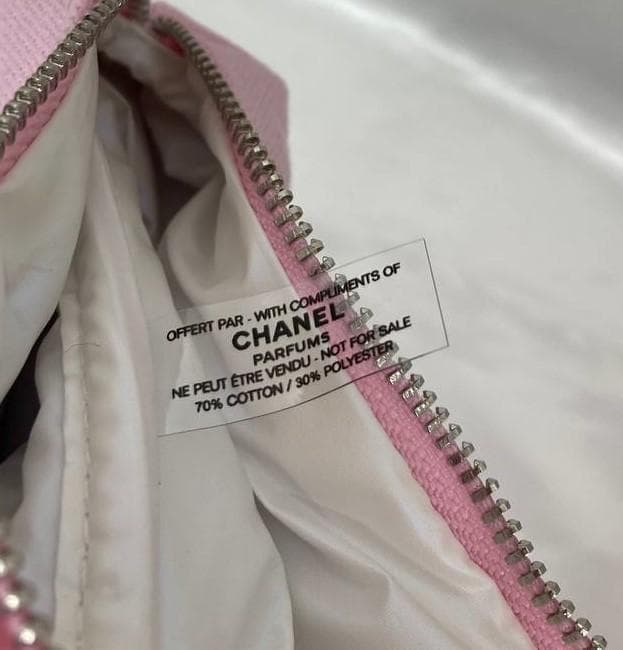 OFFERT PAR - WITH COMPLIMENTS OF
CHANEL
PARFUMS
NE PEUT ÊTRE VENDU - NOT FOR SALE
70% COTTON / 30% POLYESTER